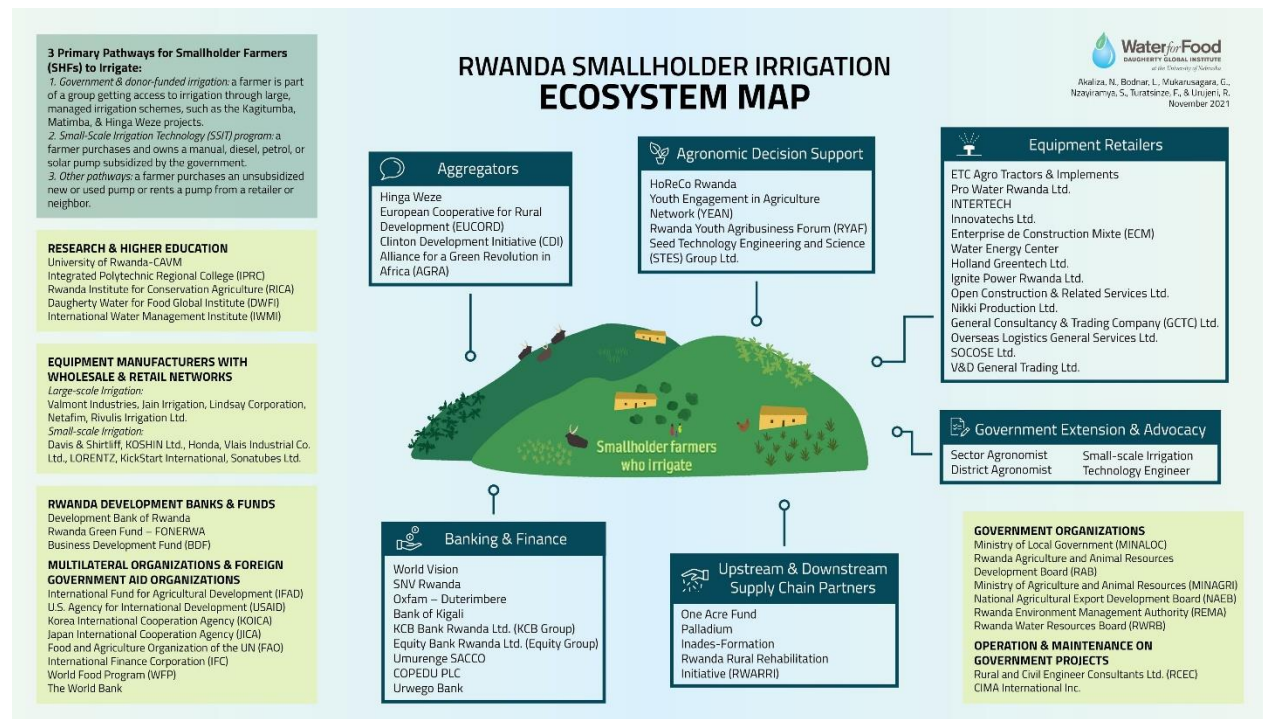 3 Primary Pathways for Smallholder Farmers
(SHFs) to Irrigate:
1. Government & donor-funded irrigation: a farmer is part
of a group getting access to irrigation through large,
managed irrigation schemes, such as the Kagitumba,
Matimba, & Hinga Weze projects.
2. Small-Scale Irrigation Technology (SSIT) program: a
farmer purchases and owns a manual, diesel, petrol, or
solar pump subsidized by the government.
3. Other pathways: a farmer purchases an unsubsidized
new or used pump or rents a pump from a retailer or
neighbor.
RESEARCH & HIGHER EDUCATION
University of Rwanda-CAVM
Integrated Polytechnic Regional College (IPRC)
Rwanda Institute for Conservation Agriculture (RICA)
Daugherty Water for Food Global Institute (DWFI)
International Water Management Institute (IWMI)
EQUIPMENT MANUFACTURERS WITH
WHOLESALE & RETAIL NETWORKS
Large-scale Irrigation:
Valmont Industries, Jain Irrigation, Lindsay Corporation,
Netafim, Rivulis Irrigation Ltd.
Small-scale Irrigation:
Davis & Shirtliff, KOSHIN Ltd., Honda, Vlais Industrial Co.
Ltd., LORENTZ, KickStart International, Sonatubes Ltd.
RWANDA DEVELOPMENT BANKS & FUNDS
Development Bank of Rwanda
Rwanda Green Fund – FONERWA
Business Development Fund (BDF)
MULTILATERAL ORGANIZATIONS & FOREIGN
GOVERNMENT AID ORGANIZATIONS
International Fund for Agricultural Development (IFAD)
U.S. Agency for International Development (USAID)
Korea International Cooperation Agency (KOICA)
Japan International Cooperation Agency (JICA)
Food and Agriculture Organization of the UN (FAO)
International Finance Corporation (IFC)
World Food Program (WFP)
The World Bank
RWANDA SMALLHOLDER IRRIGATION
ECOSYSTEM MAP
Water for Food
DAUGHERTY GLOBAL INSTITUTE
at the University of Nebraska
Akaliza, N., Bodnar, L., Mukarusagara, G.,
Nzayiramya, S., Turatsinze, F., & Urujeni, R.
November 2021
Aggregators
Hinga Weze
European Cooperative for Rural
Development (EUCORD)
Clinton Development Initiative (CDI)
Alliance for a Green Revolution in
Africa (AGRA)
Agronomic Decision Support
HoReCo Rwanda
Youth Engagement in Agriculture
Network (YEAN)
Rwanda Youth Agribusiness Forum (RYAF)
Seed Technology Engineering and Science
(STES) Group Ltd.
Equipment Retailers
ETC Agro Tractors & Implements
Pro Water Rwanda Ltd.
INTERTECH
Innovatechs Ltd.
Enterprise de Construction Mixte (ECM)
Water Energy Center
Holland Greentech Ltd.
Ignite Power Rwanda Ltd.
Open Construction & Related Services Ltd.
Nikki Production Ltd.
General Consultancy & Trading Company (GCTC) Ltd.
Overseas Logistics General Services Ltd.
SOCOSE Ltd.
V&D General Trading Ltd.
Smallholder farmers
who irrigate
Government Extension & Advocacy
Sector Agronomist
District Agronomist
Small-scale Irrigation
Technology Engineer
Banking & Finance
World Vision
SNV Rwanda
Oxfam – Duterimbere
Bank of Kigali
KCB Bank Rwanda Ltd. (KCB Group)
Equity Bank Rwanda Ltd. (Equity Group)
Umurenge SACCO
COPEDU PLC
Urwego Bank
Upstream & Downstream
Supply Chain Partners
One Acre Fund
Palladium
Inades-Formation
Rwanda Rural Rehabilitation
Initiative (RWARRI)
GOVERNMENT ORGANIZATIONS
Ministry of Local Government (MINALOC)
Rwanda Agriculture and Animal Resources
Development Board (RAB)
Ministry of Agriculture and Animal Resources (MINAGRI)
National Agricultural Export Development Board (NAEB)
Rwanda Environment Management Authority (REMA)
Rwanda Water Resources Board (RWRB)
OPERATION & MAINTENANCE ON
GOVERNMENT PROJECTS
Rural and Civil Engineer Consultants Ltd. (RCEC)
CIMA International Inc.